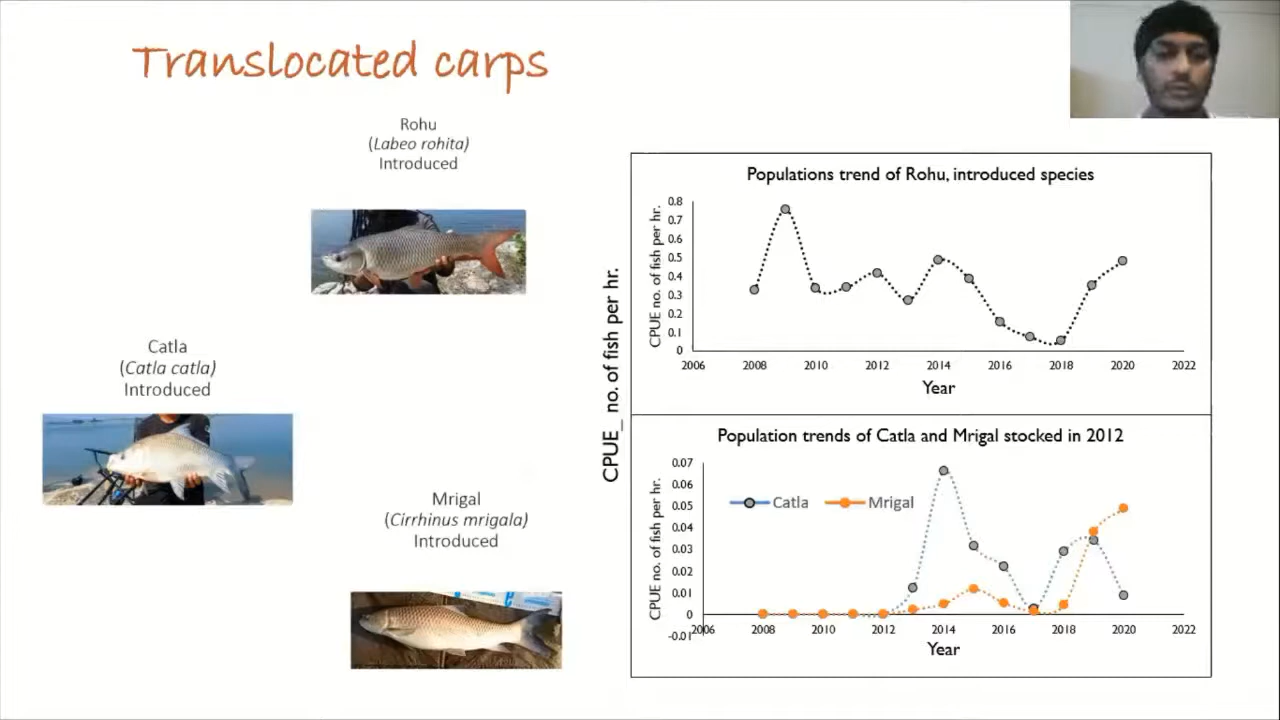 Translocated carps
Rohu
(Labeo rohita)
Introduced
Catla
(Catla catla)
Introduced
Mrigal
(Cirrhinus mrigala)
Introduced
CPUE_ no. of fish per hr.
Populations trend of Rohu, introduced species
CPUE no. of fish per hr.
0.8
0.7
0.6
0.5
0.4
0.3
0.2
0.1
0
2006 2008 2010 2012 2014 2016 2018 2020 2022
Year
Population trends of Catla and Mrigal stocked in 2012
CPUE no. of fish per hr.
0.07
0.06
0.05
0.04
0.03
0.02
0.01
0
-0.01
Catla Mrigal
2006 2008 2010 2012 2014 2016 2018 2020 2022
Year